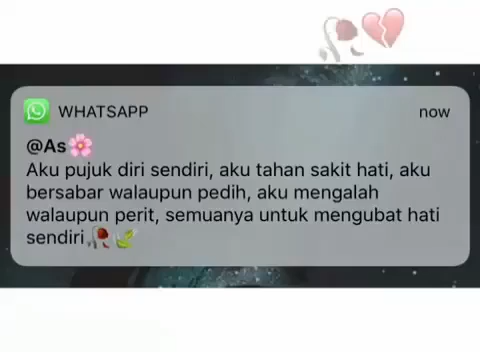 WHATSAPP now
@As🌸
Aku pujuk diri sendiri, aku tahan sakit hati, aku
bersabar walaupun pedih, aku mengalah
walaupun perit, semuanya untuk mengubat hati
sendiri🥀🍃